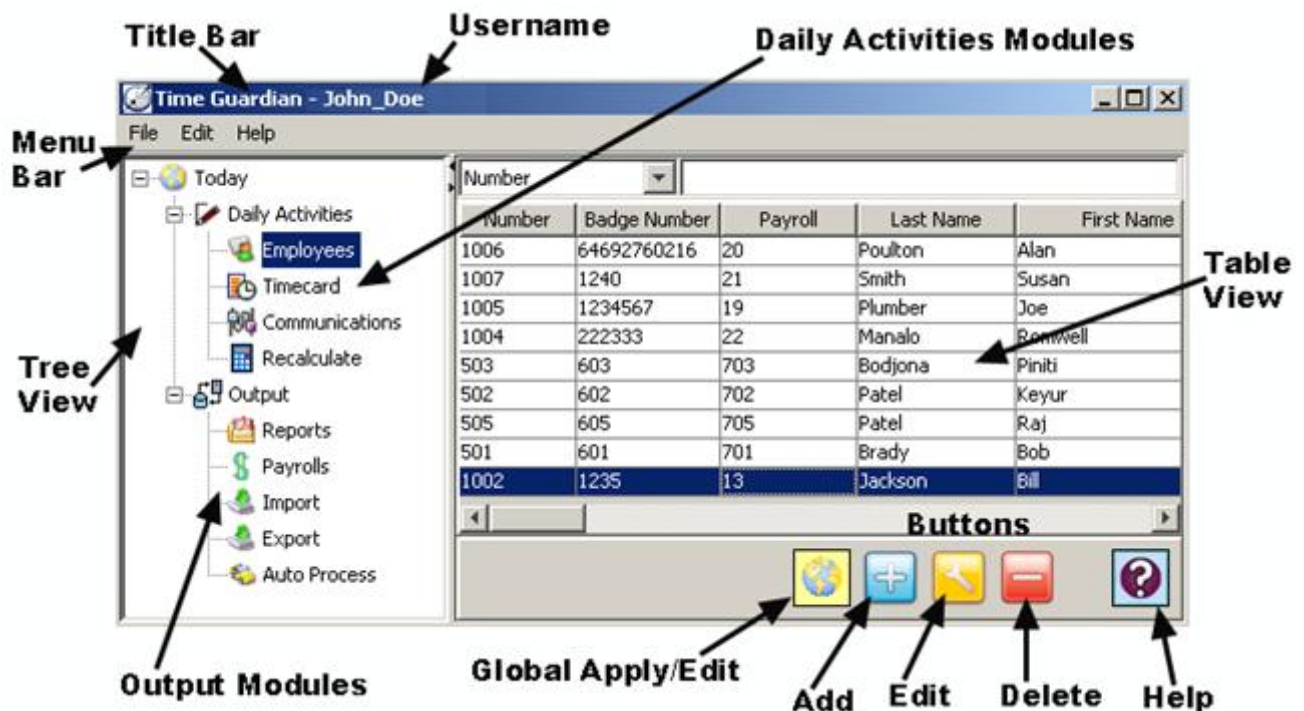 Title Bar
Username
Daily Activities Modules
Time Guardian - John_Doe
Menu Bar
File Edit Help
Tree View
Today
Daily Activities
Employees
Timecard
Communications
Recalculate
Output
Reports
Payrolls
Import
Export
Auto Process
Number
Number Badge Number Payroll Last Name First Name
1006 64692760216 20 Poulton Alan
1007 1240 21 Smith Susan
1005 1234567 19 Plumber Joe
1004 222333 22 Manalo Romwell
503 603 703 Bodjona Piniti
502 602 702 Patel Keyur
505 605 705 Patel Raj
501 601 701 Brady Bob
1002 1235 13 Jackson Bill
Table View
Buttons
Output Modules
Global Apply/Edit
Add
Edit
Delete
Help